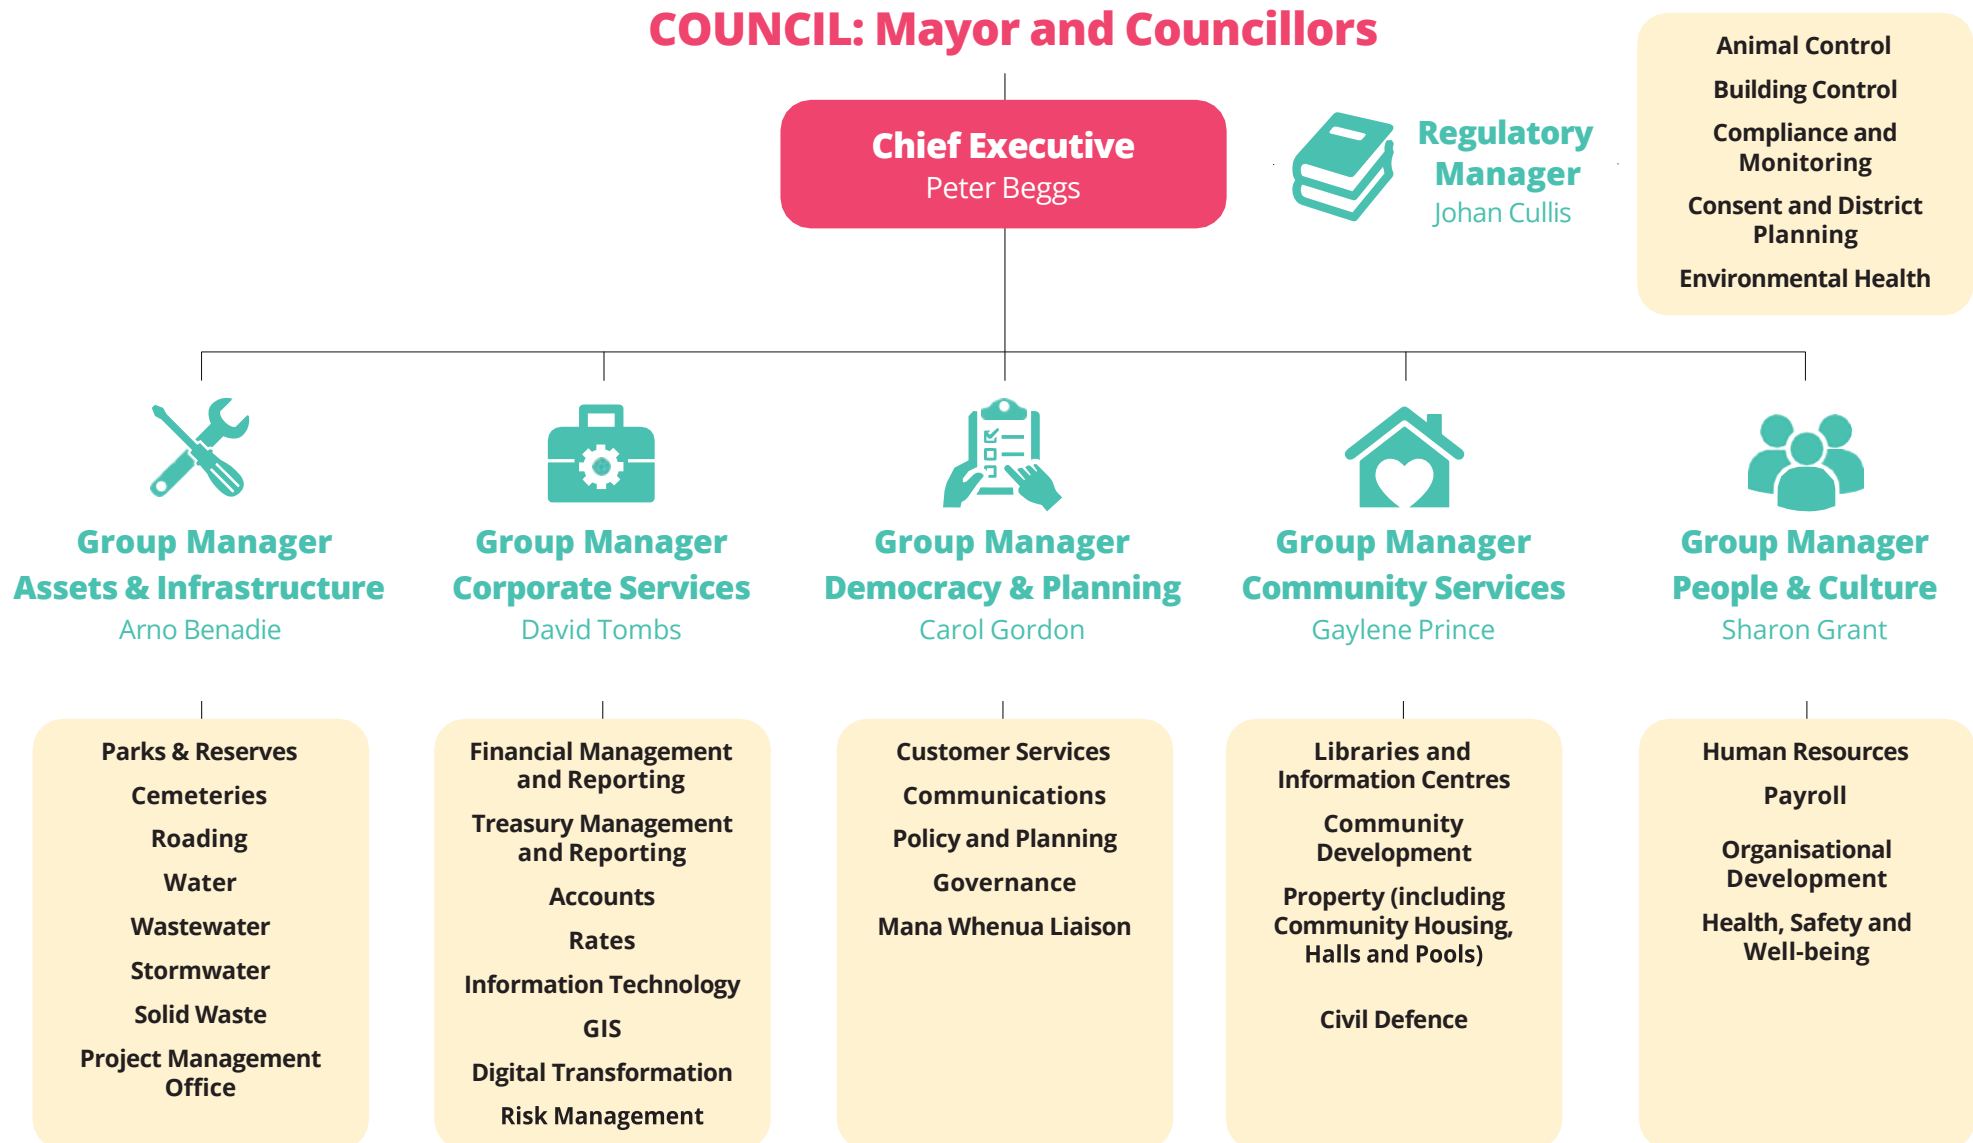 COUNCIL: Mayor and Councillors
Chief Executive
Peter Beggs
Regulatory
Manager
Johan Cullis
Animal Control
Building Control
Compliance and
Monitoring
Consent and District
Planning
Environmental Health
Group Manager
Assets & Infrastructure
Arno Benadie
Parks & Reserves
Cemeteries
Roading
Water
Wastewater
Stormwater
Solid Waste
Project Management
Office
Group Manager
Corporate Services
David Tombs
Financial Management
and Reporting
Treasury Management
and Reporting
Accounts
Rates
Information Technology
GIS
Digital Transformation
Risk Management
Group Manager
Democracy & Planning
Carol Gordon
Customer Services
Communications
Policy and Planning
Governance
Mana Whenua Liaison
Group Manager
Community Services
Gaylene Prince
Libraries and
Information Centres
Community
Development
Property (including
Community Housing,
Halls and Pools)
Civil Defence
Group Manager
People & Culture
Sharon Grant
Human Resources
Payroll
Organisational
Development
Health, Safety and
Well-being